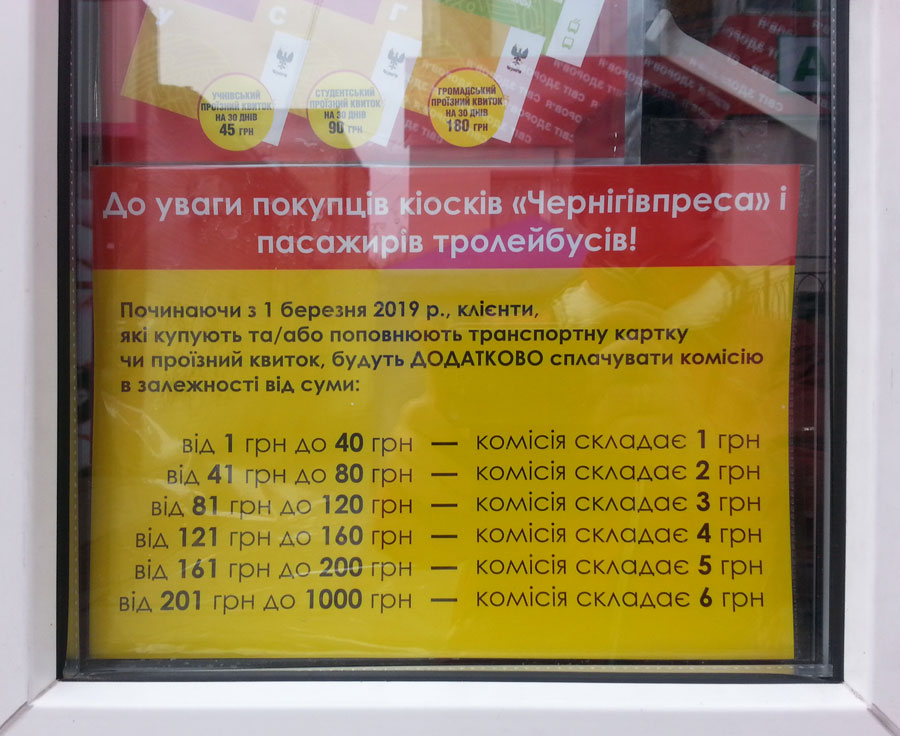 У С Г
УЧНІВСЬКИЙ
ПРОЇЗНИЙ КВИТОК
НА 30 ДНІВ
45 ГРН
СТУДЕНТСЬКИЙ
ПРОЇЗНИЙ КВИТОК
НА 30 ДНІВ
90 ГРН
ГРОМАДСЬКИЙ
ПРОЇЗНИЙ КВИТОК
НА 30 ДНІВ
180 ГРН
СВІТ ЗДОРОВ'Я
А
До уваги покупців кіосків «Чернігівпреса» і
пасажирів тролейбусів!
Починаючи з 1 березня 2019 р., клієнти,
які купують та/або поповнюють транспортну картку
чи проїзний квиток, будуть ДОДАТКОВО сплачувати комісію
в залежності від суми:
від 1 грн до 40 грн — комісія складає 1 грн
від 41 грн до 80 грн — комісія складає 2 грн
від 81 грн до 120 грн — комісія складає 3 грн
від 121 грн до 160 грн — комісія складає 4 грн
від 161 грн до 200 грн — комісія складає 5 грн
від 201 грн до 1000 грн — комісія складає 6 грн